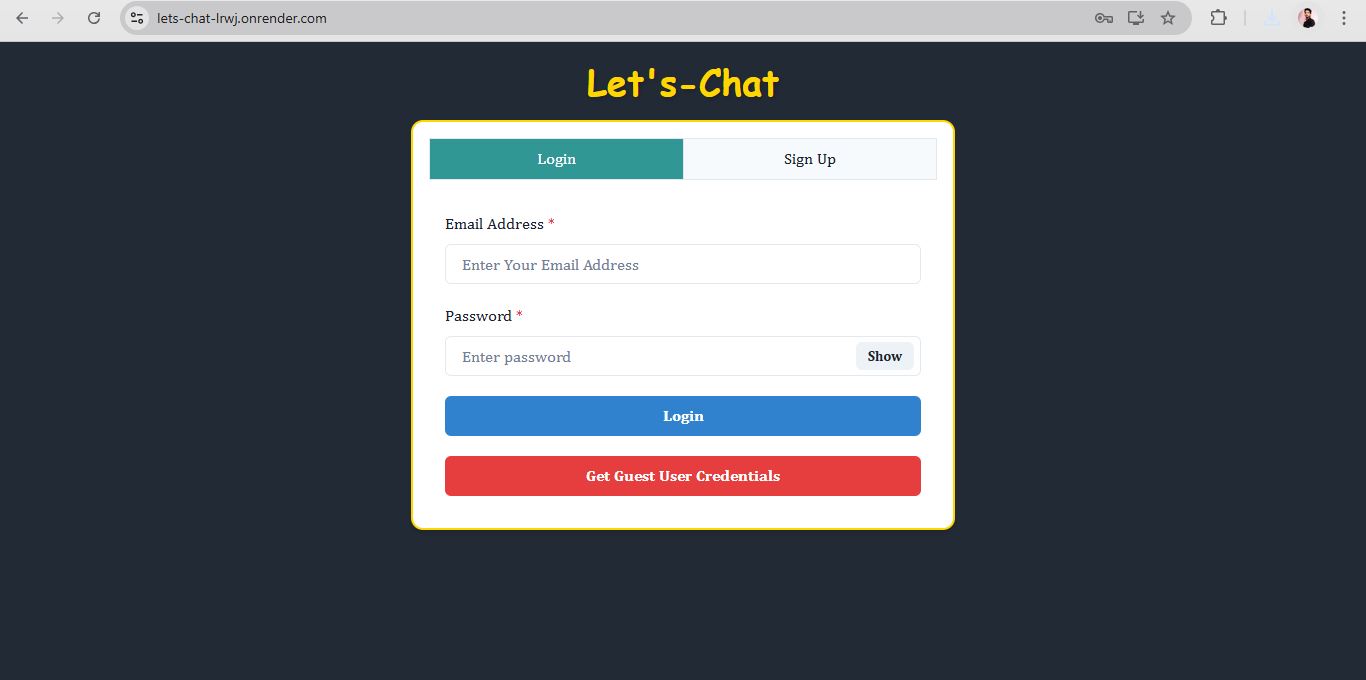 lets-chat-lrwj.onrender.com
Let's-Chat
Login
Sign Up
Email Address *
Enter Your Email Address
Password *
Enter password
Show
Login
Get Guest User Credentials